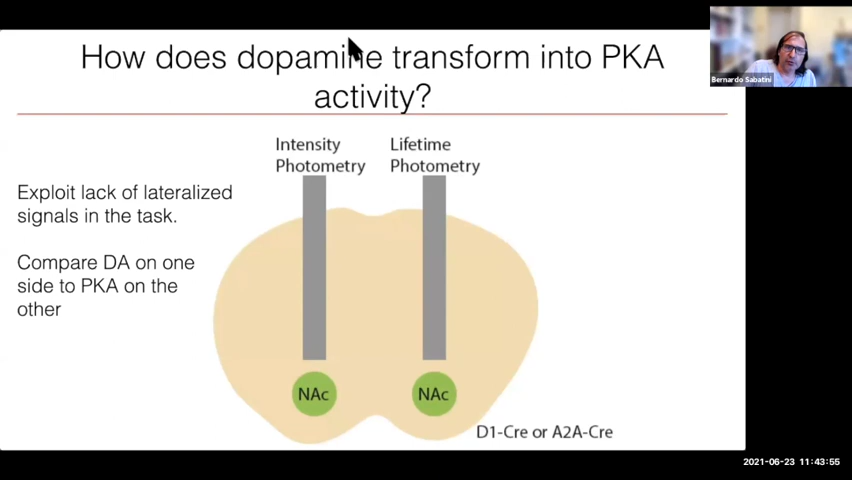 How does dopamine transform into PKA
activity?
Bernardo Sabatini
Intensity
Photometry
Lifetime
Photometry
Exploit lack of lateralized
signals in the task.
Compare DA on one
side to PKA on the
other
NAc
NAc
D1-Cre or A2A-Cre
2021-06-23 11:43:55